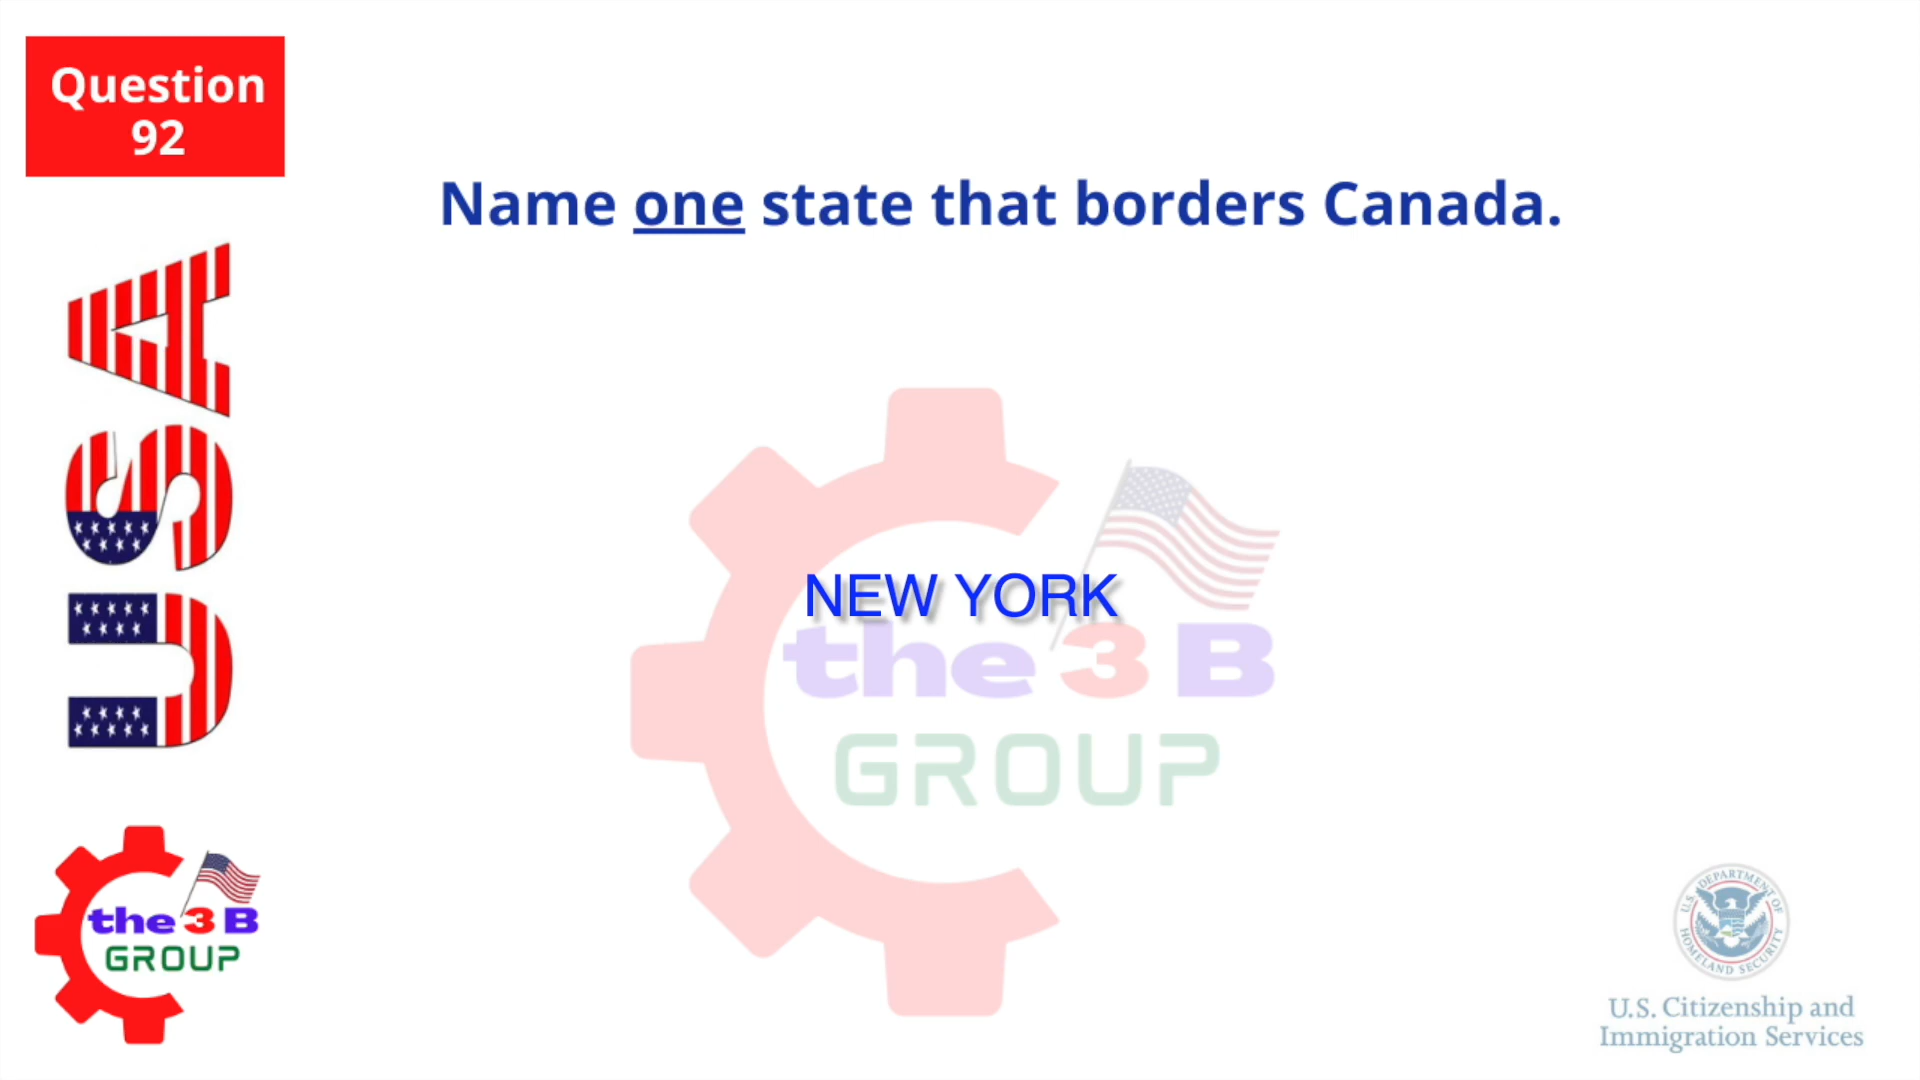 Question
92
Name one state that borders Canada.
USA
NEW YORK
the 3 B
GROUP
the 3 B
GROUP
U.S. DEPARTMENT OF
HOMELAND SECURITY
U.S. Citizenship and
Immigration Services